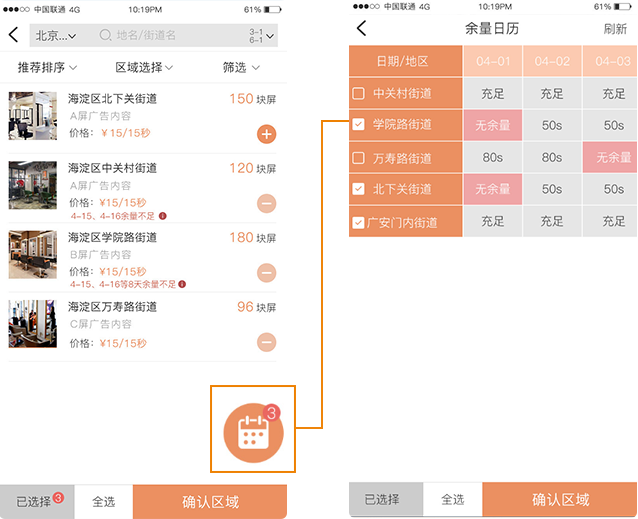 中国联通 4G
10:19PM
61%
北京...
地名/街道名
3-1
6-1
推荐排序
区域选择
筛选
海淀区北下关街道
150 块屏
A屏广告内容
价格：¥15/15秒
海淀区中关村街道
120 块屏
A屏广告内容
价格：¥15/15秒
4-15、4-16余量不足
海淀区学院路街道
180 块屏
B屏广告内容
价格：¥15/15秒
4-15、4-16等8天余量不足
海淀区万寿路街道
96 块屏
C屏广告内容
价格：¥15/15秒
3
已选择 3
全选
确认区域
中国联通 4G
10:19PM
61%
余量日历
刷新
日期/地区 04-01 04-02 04-03
中关村街道 充足 充足 充足
学院路街道 无余量 50s 50s
万寿路街道 80s 80s 无余量
北下关街道 无余量 50s 50s
广安门内街道 充足 充足 充足
已选择
全选
确认区域